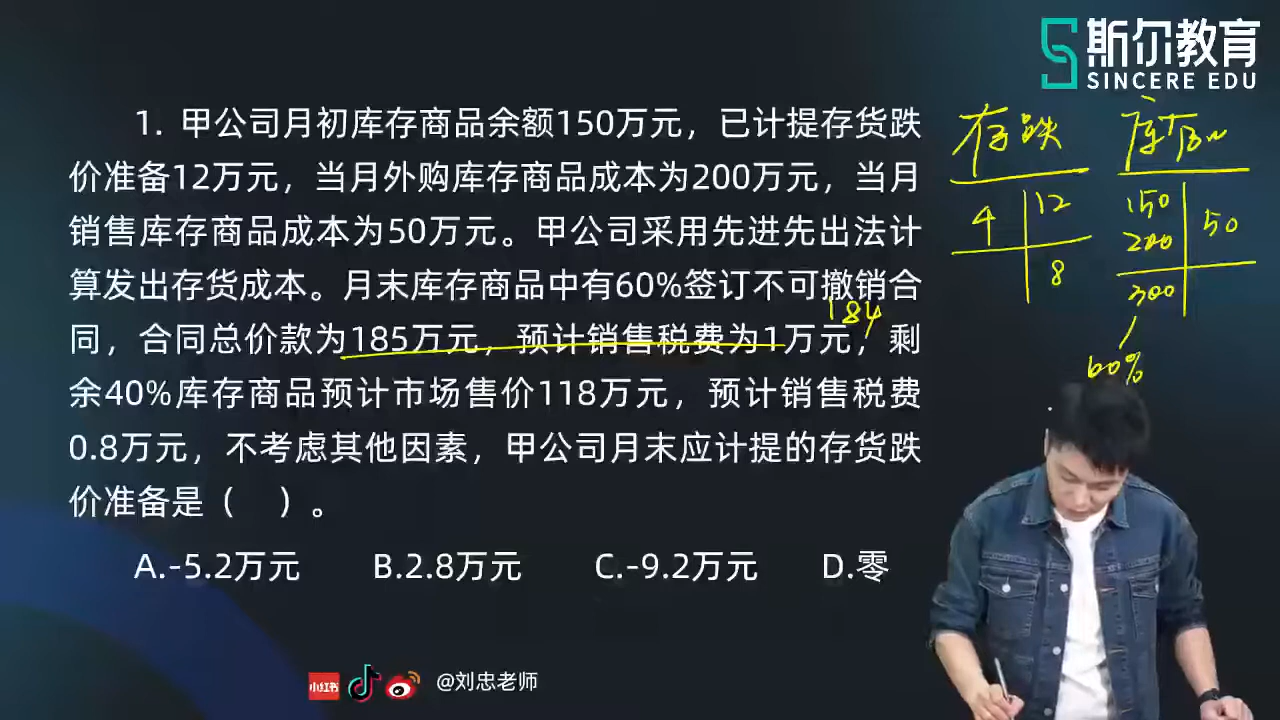 斯尔教育
SINCERE EDU
1. 甲公司月初库存商品余额150万元，已计提存货跌
价准备12万元，当月外购库存商品成本为200万元，当月
销售库存商品成本为50万元。甲公司采用先进先出法计
算发出存货成本。月末库存商品中有60%签订不可撤销合
同，合同总价款为185万元，预计销售税费为1万元，剩
余40%库存商品预计市场售价118万元，预计销售税费
0.8万元，不考虑其他因素，甲公司月末应计提的存货跌
价准备是（ ）。
A.-5.2万元 B.2.8万元 C.-9.2万元 D.零
184
存跌
4 12
8
库存
150
200 50
300
60%
小红书
@刘忠老师